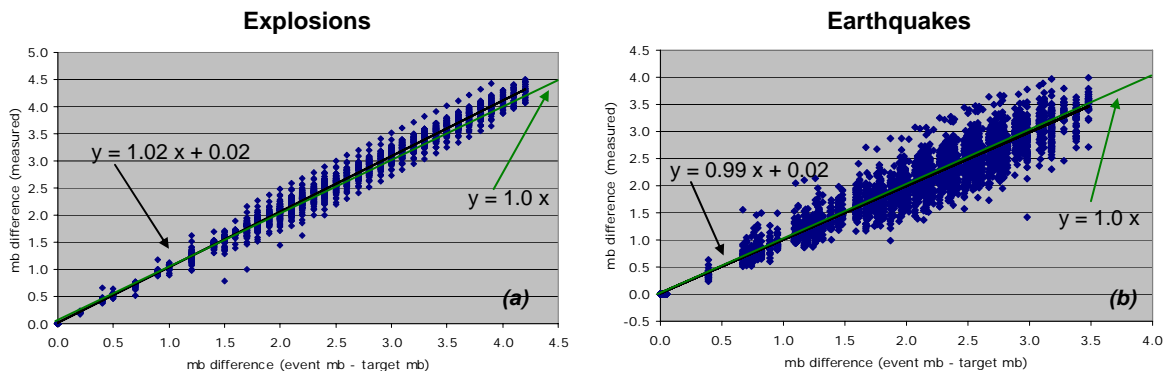 Explosions
5.0
4.5
4.0
3.5
3.0
2.5
2.0
1.5
1.0
0.5
0.0
mb difference (measured)
y = 1.02 x + 0.02
y = 1.0 x
(a)
0.0 0.5 1.0 1.5 2.0 2.5 3.0 3.5 4.0 4.5
mb difference (event mb - target mb)
Earthquakes
4.5
4.0
3.5
3.0
2.5
2.0
1.5
1.0
0.5
0.0
-0.5
mb difference (measured)
y = 0.99 x + 0.02
y = 1.0 x
(b)
0.0 0.5 1.0 1.5 2.0 2.5 3.0 3.5 4.0
mb difference (event mb - target mb)